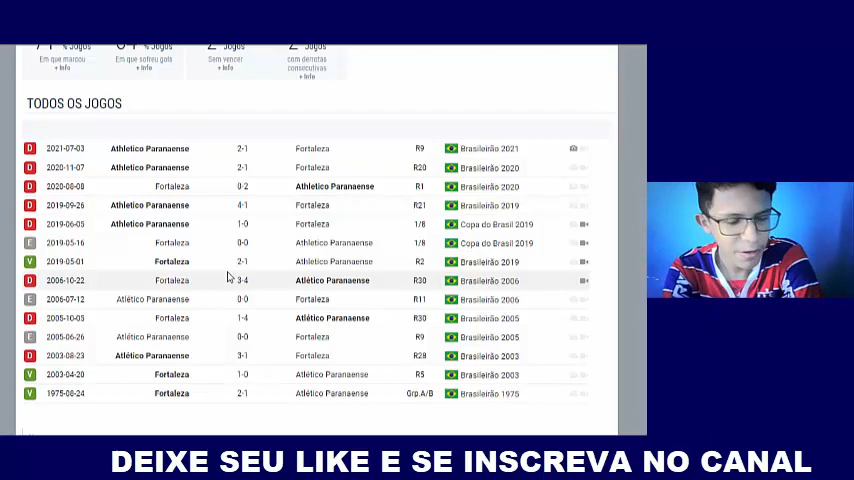 % Jogos % Jogos
Em que marcou Em que sofreu gols Sem vencer com derrotas consecutivas
+ Info + Info + Info + Info
TODOS OS JOGOS
D 2021-07-03 Athletico Paranaense 2-1 Fortaleza R9 Brasileirão 2021
D 2020-11-07 Athletico Paranaense 2-1 Fortaleza R20 Brasileirão 2020
D 2020-08-08 Fortaleza 0-2 Athletico Paranaense R1 Brasileirão 2020
D 2019-09-26 Athletico Paranaense 4-1 Fortaleza R21 Brasileirão 2019
D 2019-06-05 Athletico Paranaense 1-0 Fortaleza 1/8 Copa do Brasil 2019
E 2019-05-16 Fortaleza 0-0 Athletico Paranaense 1/8 Copa do Brasil 2019
V 2019-05-01 Fortaleza 2-1 Athletico Paranaense R2 Brasileirão 2019
D 2006-10-22 Fortaleza 3-4 Atlético Paranaense R30 Brasileirão 2006
E 2006-07-12 Atlético Paranaense 0-0 Fortaleza R11 Brasileirão 2006
D 2005-10-05 Fortaleza 1-4 Atlético Paranaense R30 Brasileirão 2005
E 2005-06-26 Atlético Paranaense 0-0 Fortaleza R9 Brasileirão 2005
D 2003-08-23 Atlético Paranaense 3-1 Fortaleza R28 Brasileirão 2003
V 2003-04-20 Fortaleza 1-0 Atlético Paranaense R5 Brasileirão 2003
V 1975-08-24 Fortaleza 2-1 Atlético Paranaense Grp.A/B Brasileirão 1975
DEIXE SEU LIKE E SE INSCREVA NO CANAL